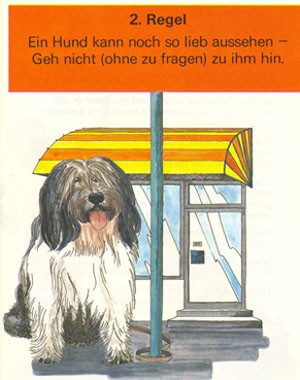 2. Regel
Ein Hund kann noch so lieb aussehen –
Geh nicht (ohne zu fragen) zu ihm hin.